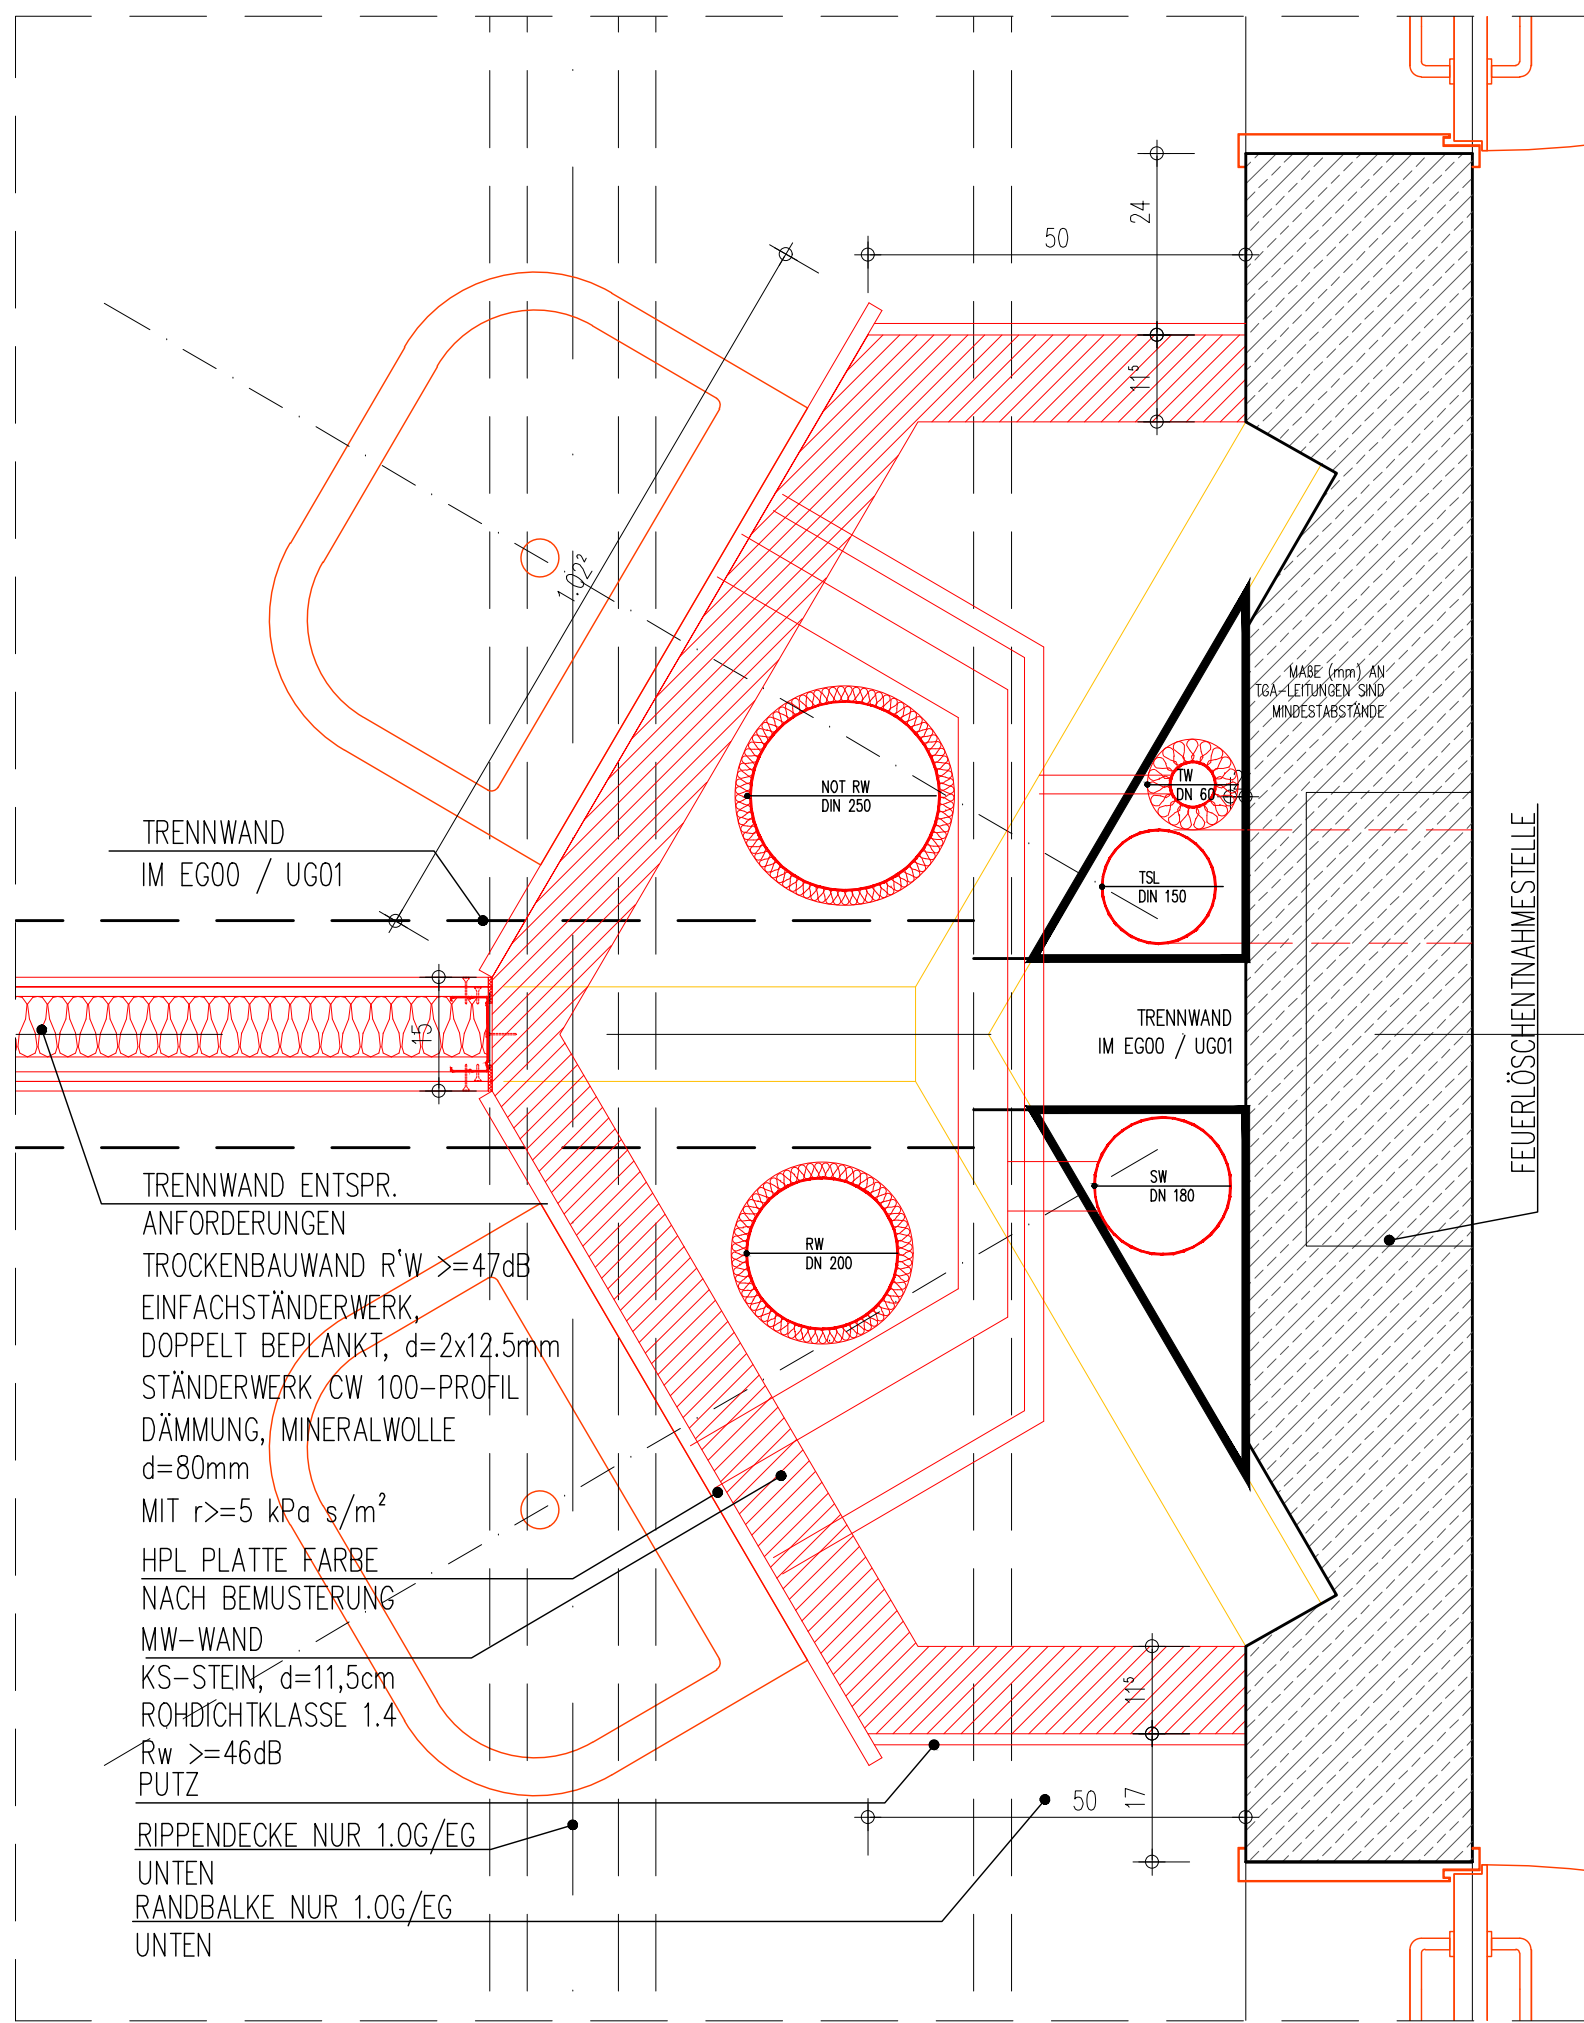 24
50
11⁵
1.02²
MAßE (mm) AN
TGA-LEITUNGEN SIND
MINDESTABSTÄNDE
NOT RW
DIN 250
TW
DN 60
TRENNWAND
IM EG00 / UG01
TSL
DIN 150
FEUERLÖSCHENTNAHMESTELLE
15
TRENNWAND
IM EG00 / UG01
SW
DN 180
RW
DN 200
TRENNWAND ENTSPR.
ANFORDERUNGEN
TROCKENBAUWAND R'W >=47dB
EINFACHSTÄNDERWERK,
DOPPELT BEPLANKT, d=2x12.5mm
STÄNDERWERK CW 100-PROFIL
DÄMMUNG, MINERALWOLLE
d=80mm
MIT r>=5 kPa s/m²
HPL PLATTE FARBE
NACH BEMUSTERUNG
MW-WAND
KS-STEIN, d=11,5cm
ROHDICHTKLASSE 1.4
Rw >=46dB
PUTZ
11⁵
50
17
RIPPENDECKE NUR 1.OG/EG
UNTEN
RANDBALKE NUR 1.OG/EG
UNTEN